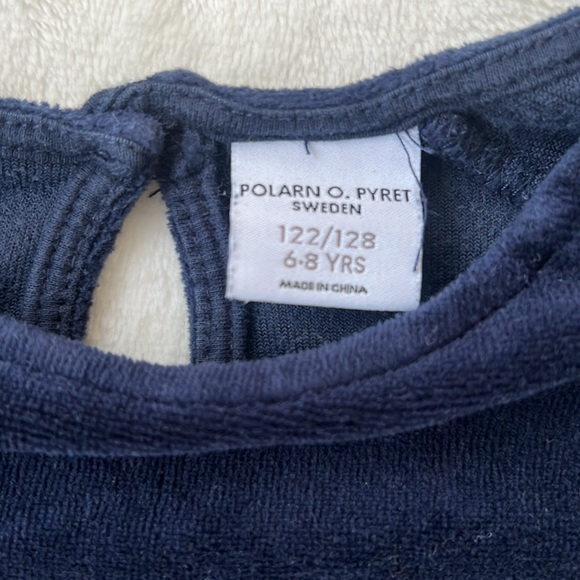 POLARN O. PYRET
SWEDEN
122/128
6-8 YRS
MADE IN CHINA